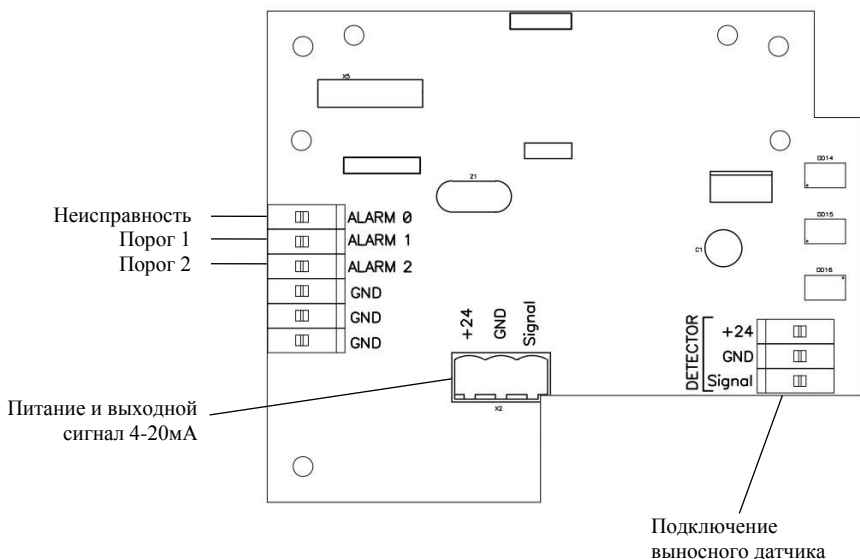 X5
DD14
Z1
Неисправность
ALARM 0
DD15
Порог 1
ALARM 1
C1
Порог 2
ALARM 2
DD16
GND
GND
GND
+24
GND
Signal
X2
DETECTOR
+24
GND
Signal
Питание и выходной
сигнал 4-20мА
Подключение
выносного датчика